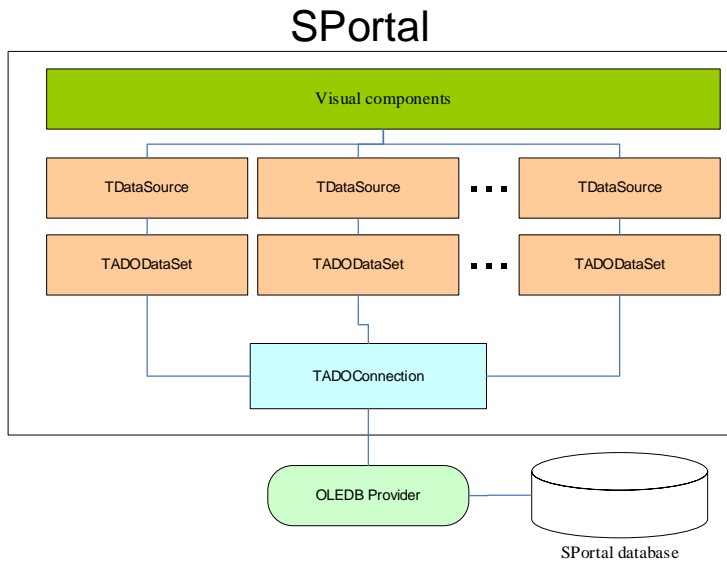 SPortal
Visual components
TDataSource
TDataSource
TDataSource
TADODataSet
TADODataSet
TADODataSet
TADOConnection
OLEDB Provider
SPortal database